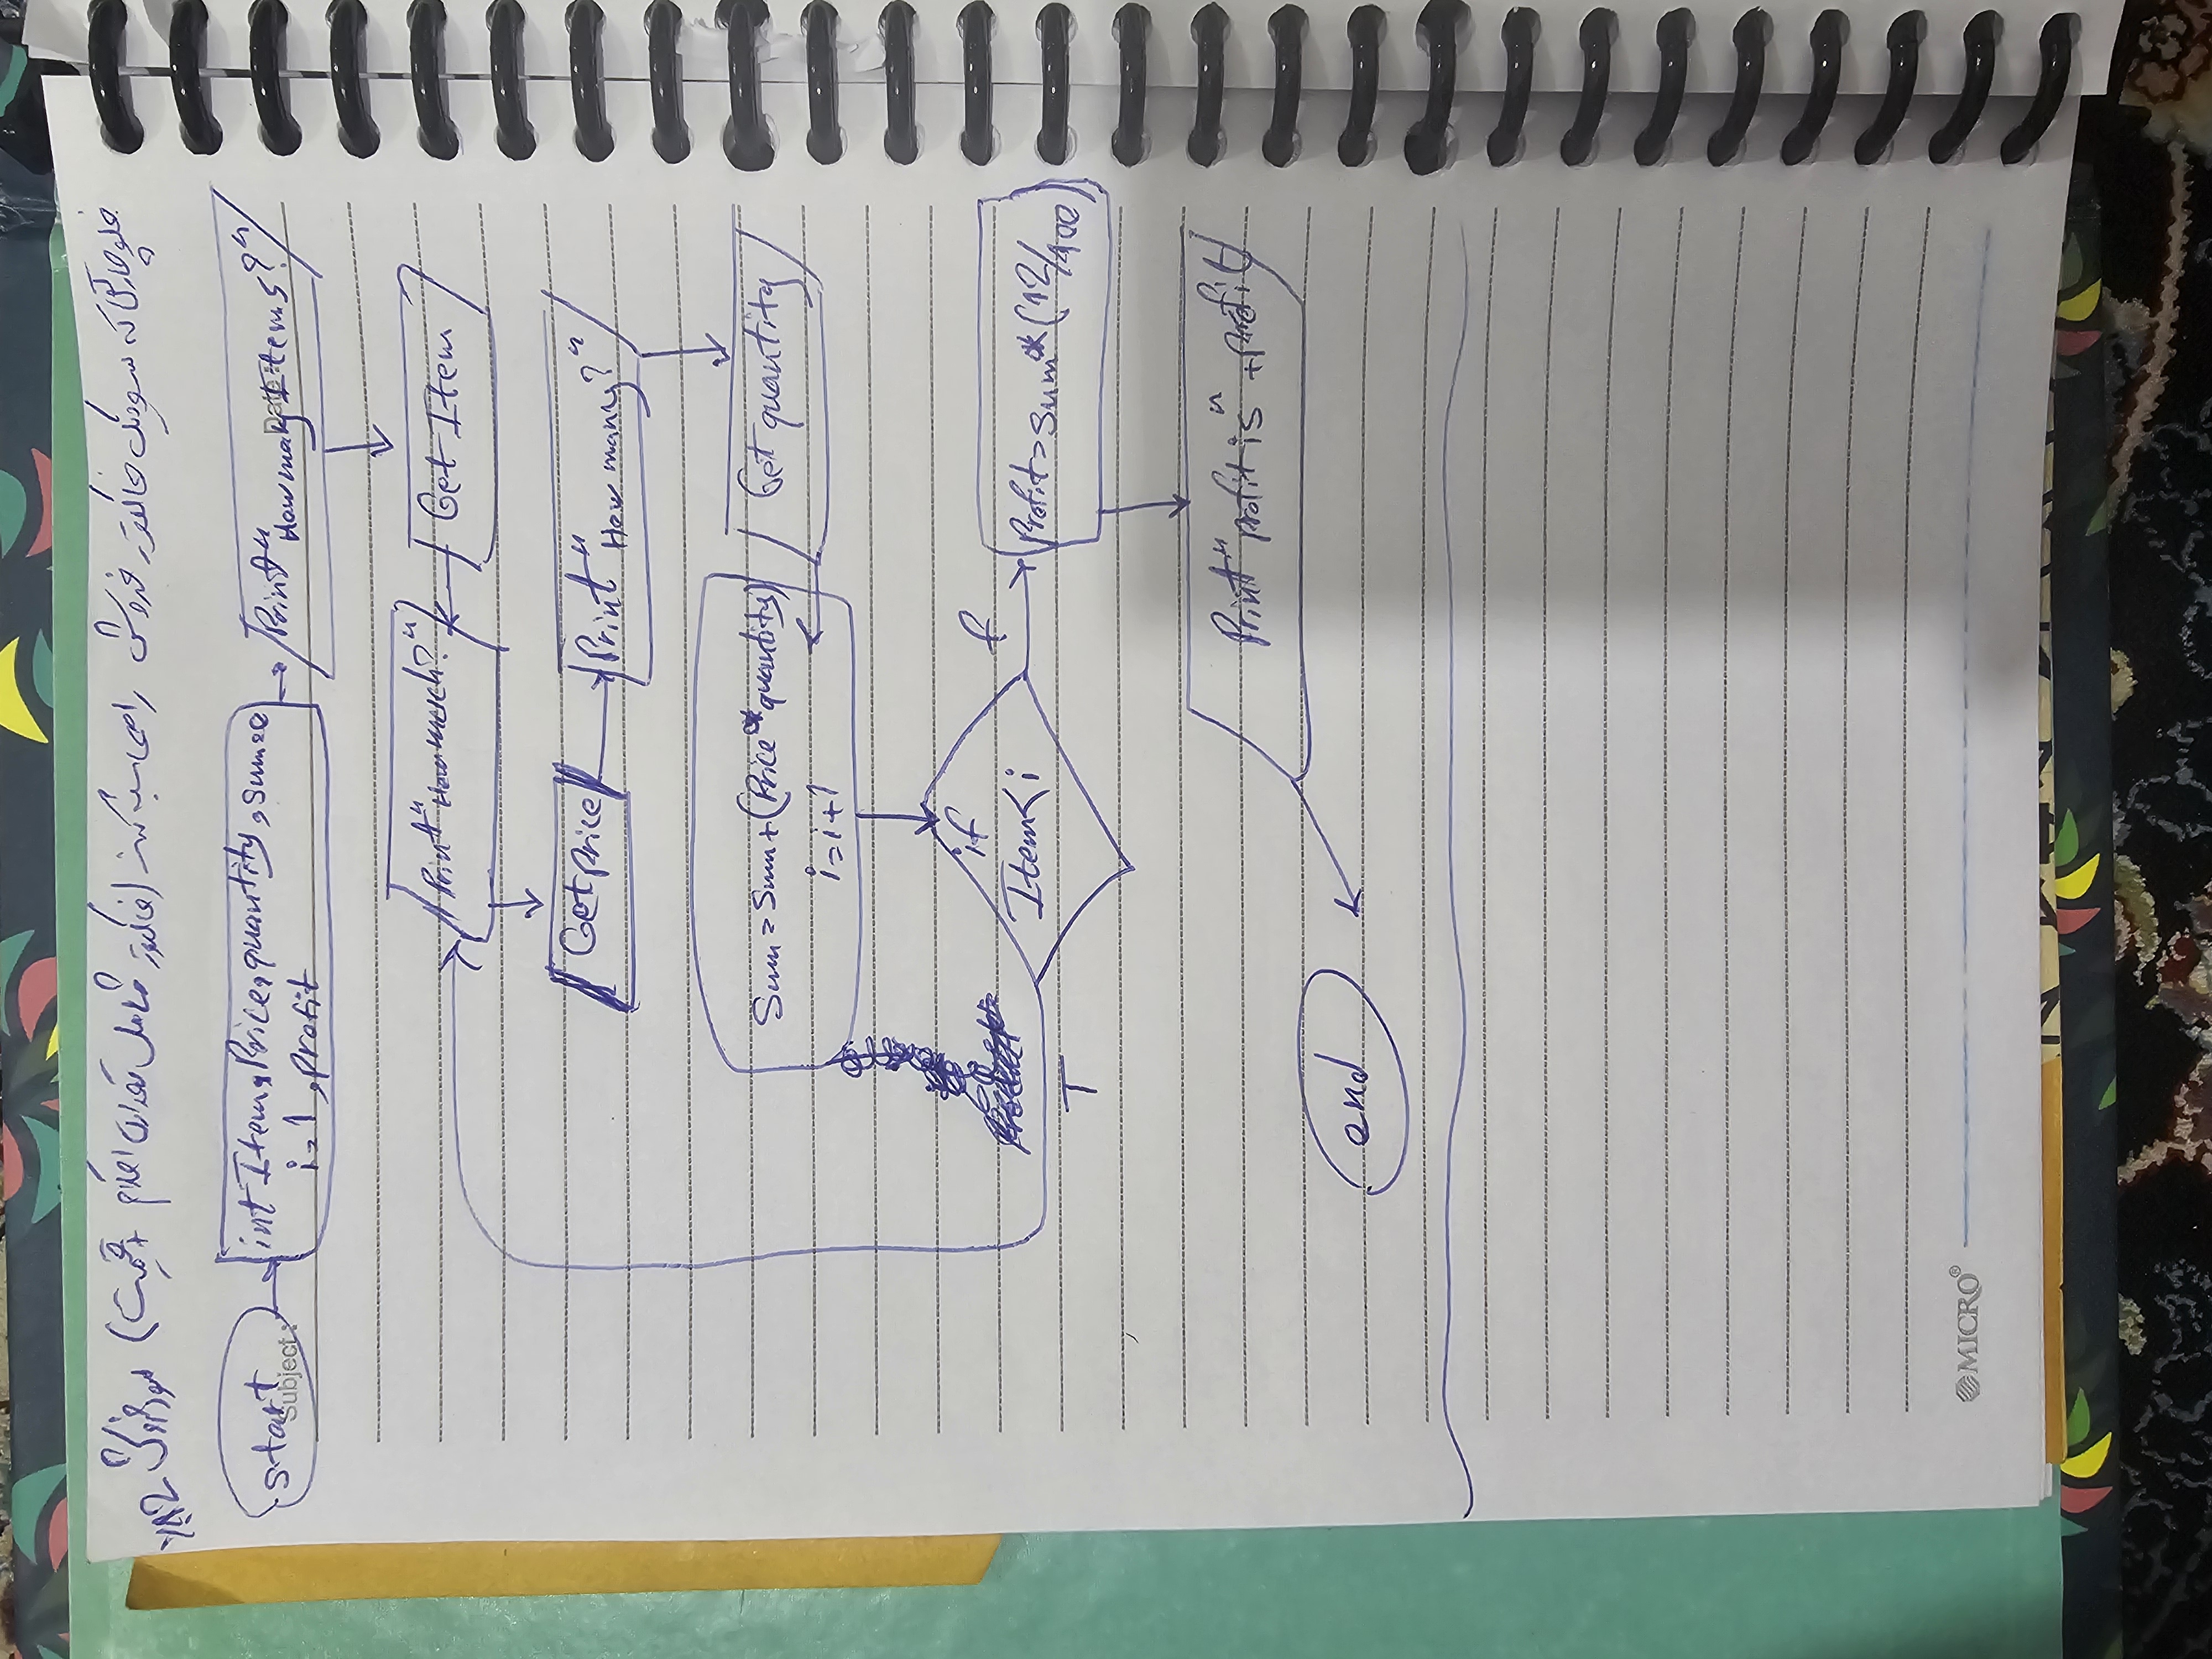 فلوچارتی که سود یک فاکتور فروش را محاسبه کند (فاکتور شامل تعداد اقلام + قیمت) سود فروش %12
start
Subject :
int Item, Price, quantity, sum=0
i=1, profit
Print "How many Items?"
Date :
Print "How much?"
Get Item
Get price
Print "How many?"
Sum=Sum+(Price*quantity)
i=i+1
Get quantity
if
Item<i
f
T
Profit=Sum*(12/100)
Print "profit is" +profit
end
MICRO®